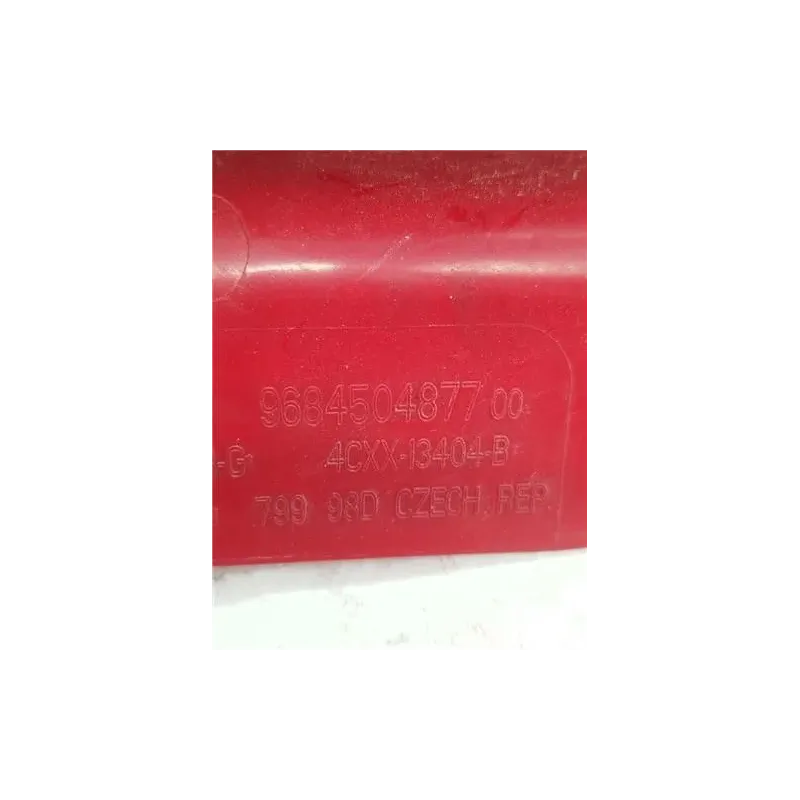 9684504877 00
-G 4CXX-13404-B
799 98D CZECH. REP.